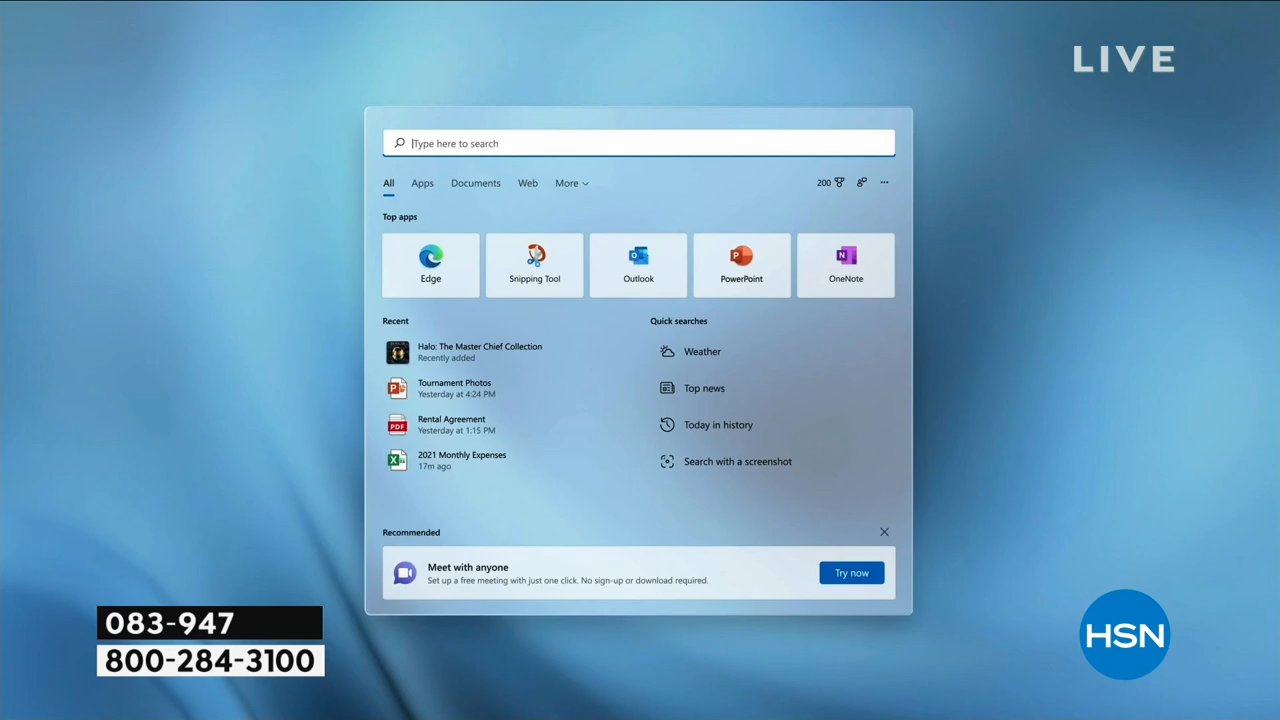 LIVE
Type here to search
All Apps Documents Web More 200
Top apps
Edge Snipping Tool Outlook PowerPoint OneNote
Recent Quick searches
Halo: The Master Chief Collection
Recently added
Weather
Tournament Photos
Yesterday at 4:24 PM
Top news
Rental Agreement
Yesterday at 1:15 PM
Today in history
2021 Monthly Expenses
17m ago
Search with a screenshot
Recommended
Meet with anyone
Set up a free meeting with just one click. No sign-up or download required.
Try now
083-947
800-284-3100
HSN